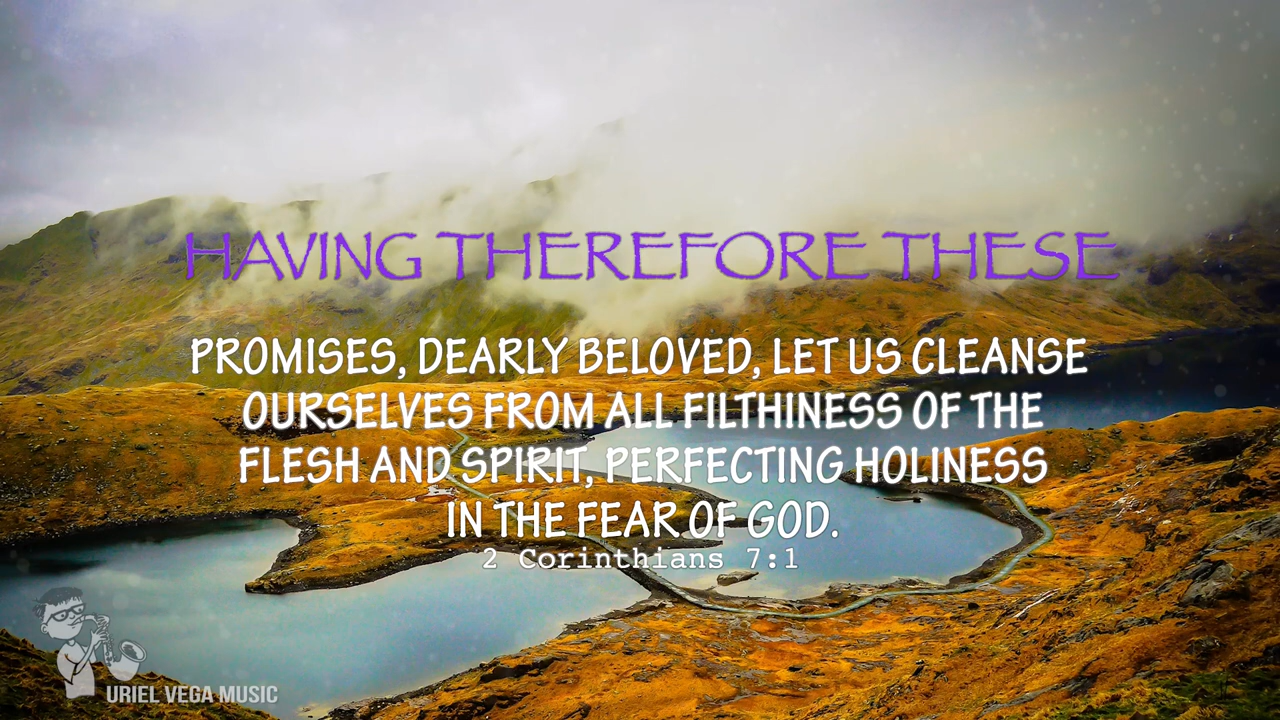 HAVING THEREFORE THESE
PROMISES, DEARLY BELOVED, LET US CLEANSE
OURSELVES FROM ALL FILTHINESS OF THE
FLESH AND SPIRIT, PERFECTING HOLINESS
IN THE FEAR OF GOD.
2 Corinthians 7:1
URIEL VEGA MUSIC